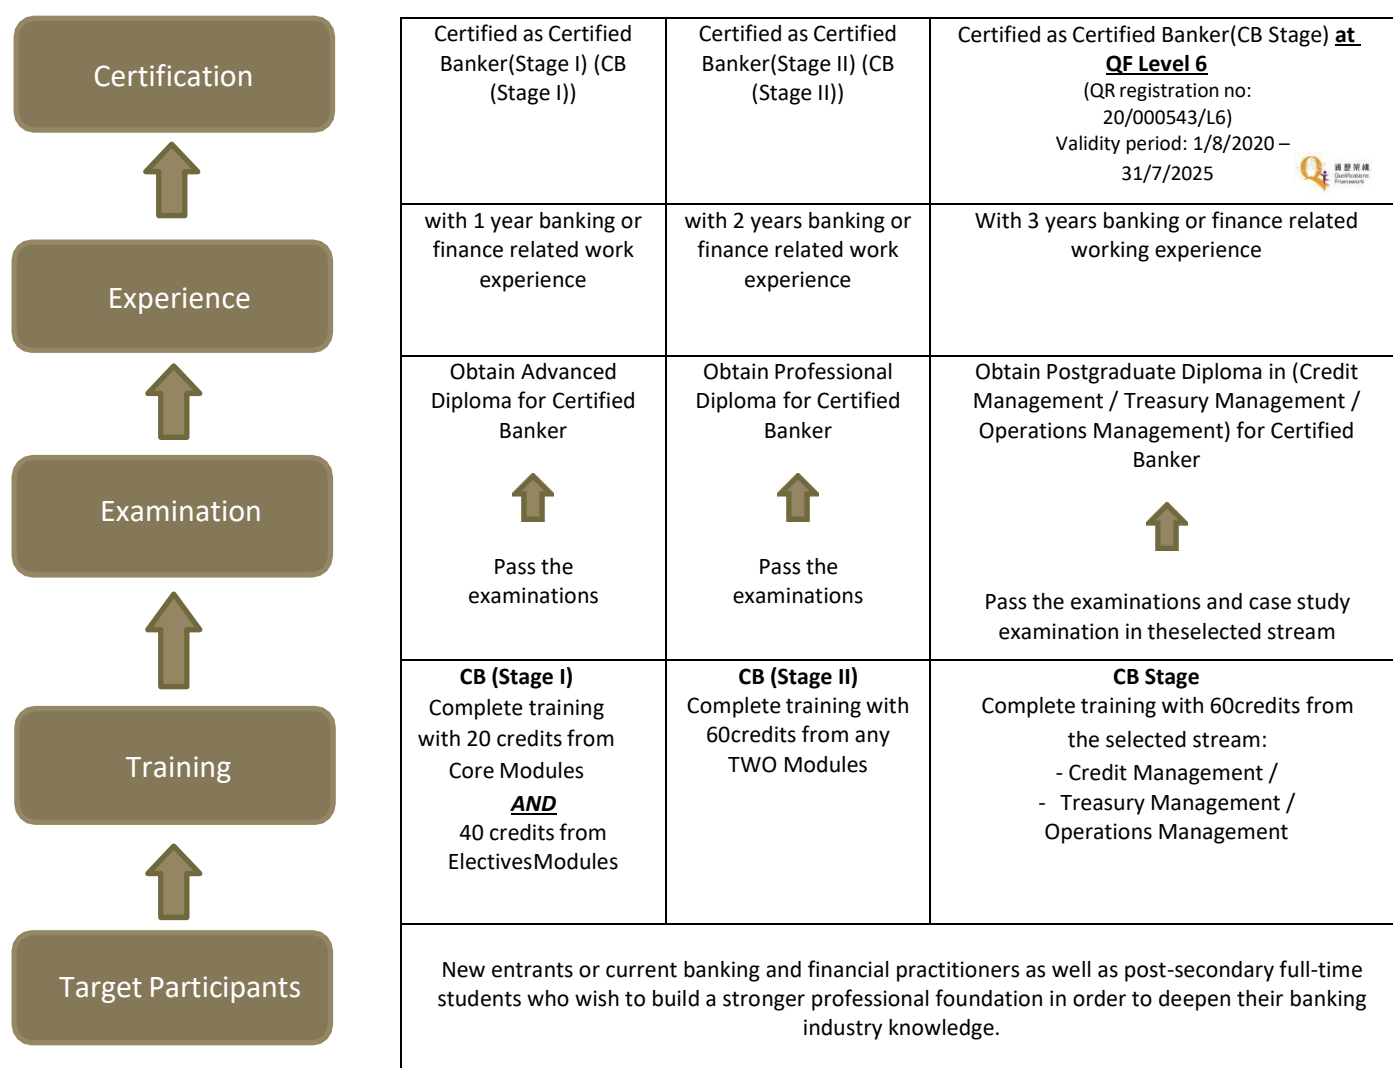 Certification
Certified as Certified
Banker(Stage I) (CB
(Stage I))
Certified as Certified
Banker(Stage II) (CB
(Stage II))
Certified as Certified Banker(CB Stage) at
QF Level 6
(QR registration no:
20/000543/L6)
Validity period: 1/8/2020 –
31/7/2025
資歷架構
Qualifications
Framework
Experience
with 1 year banking or
finance related work
experience
with 2 years banking or
finance related work
experience
With 3 years banking or finance related
working experience
Examination
Obtain Advanced
Diploma for Certified
Banker
Pass the
examinations
Obtain Professional
Diploma for Certified
Banker
Pass the
examinations
Obtain Postgraduate Diploma in (Credit
Management / Treasury Management /
Operations Management) for Certified
Banker
Pass the examinations and case study
examination in theselected stream
Training
CB (Stage I)
Complete training
with 20 credits from
Core Modules
AND
40 credits from
ElectivesModules
CB (Stage II)
Complete training with
60credits from any
TWO Modules
CB Stage
Complete training with 60credits from
the selected stream:
- Credit Management /
- Treasury Management /
Operations Management
Target Participants
New entrants or current banking and financial practitioners as well as post-secondary full-time
students who wish to build a stronger professional foundation in order to deepen their banking
industry knowledge.